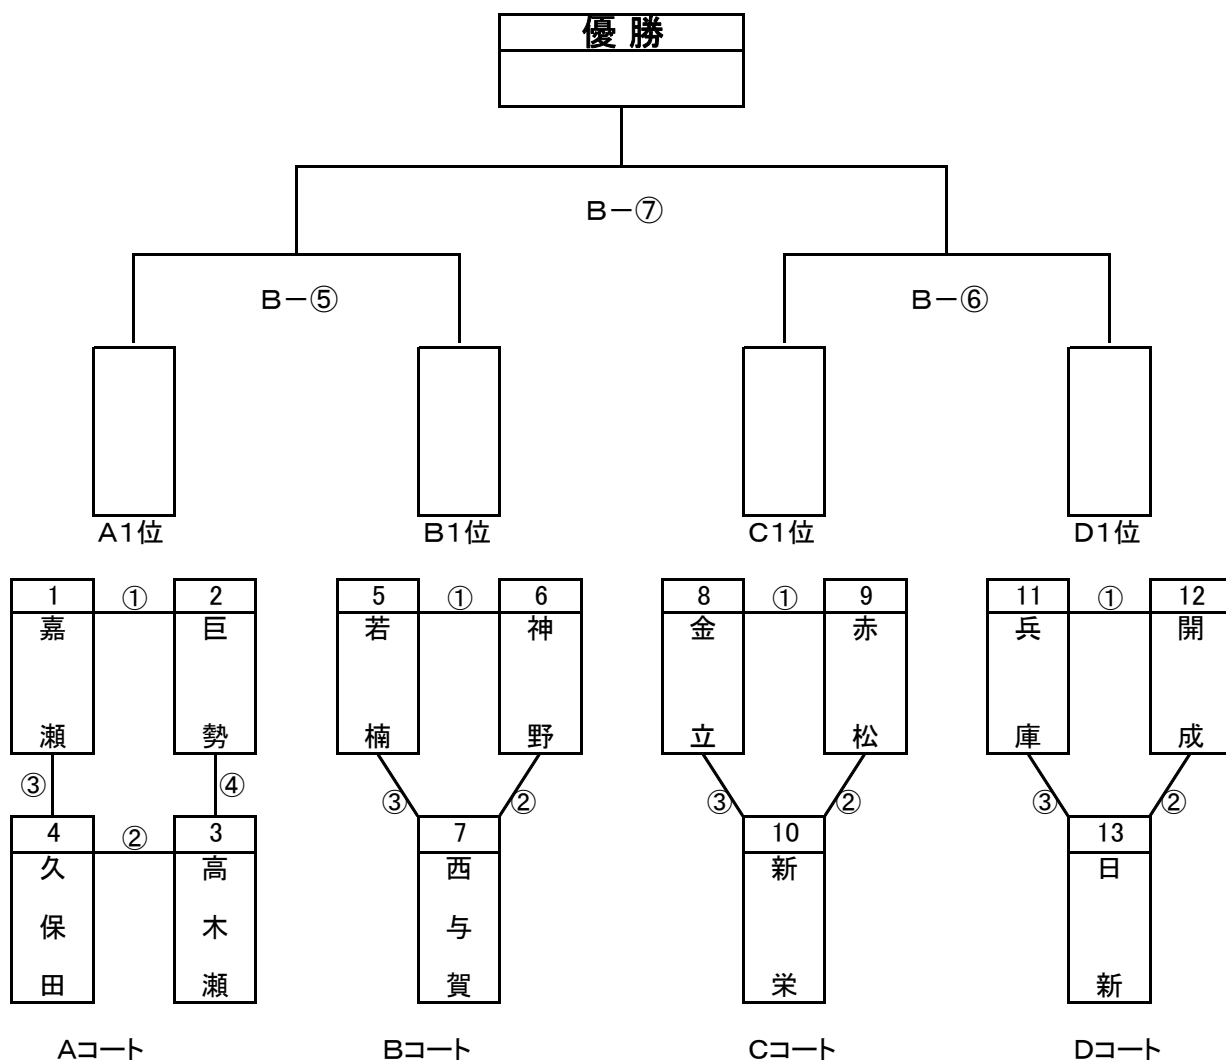 優勝
B－⑦
B－⑤ B－⑥
A1位 B1位 C1位 D1位
1 ① 2 5 ① 6 8 ① 9 11 ① 12
嘉瀬 巨勢 若楠 神野 金立 赤松 兵庫 開成
③ ④ ③ ② ③ ② ③ ②
4 ② 3 7 10 13
久保田 高木瀬 西与賀 新栄 日新
Aコート Bコート Cコート Dコート